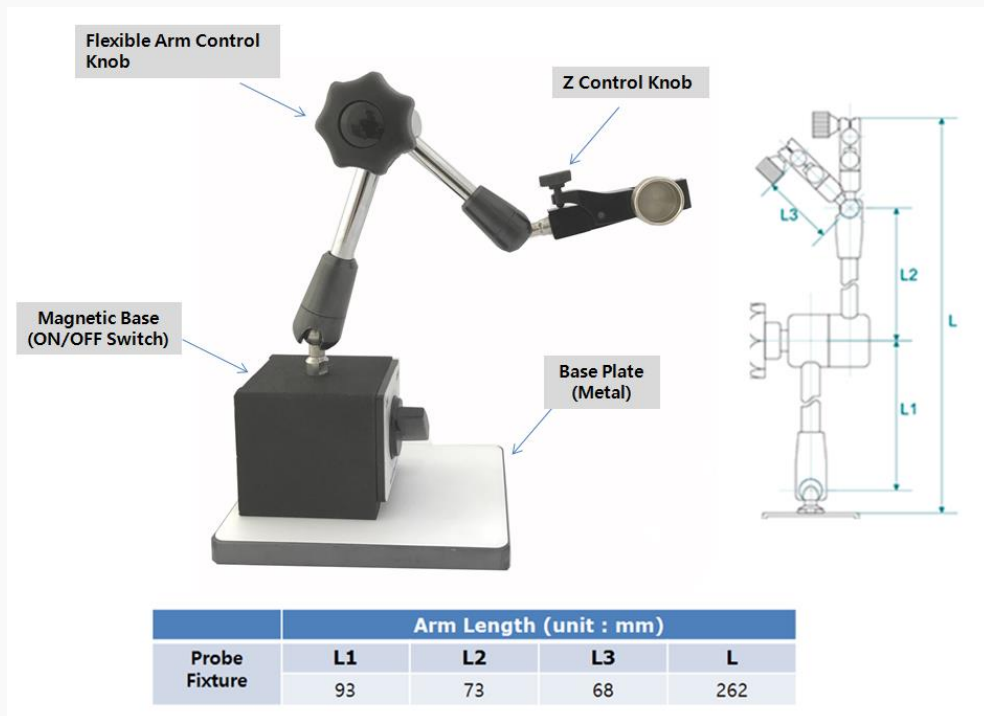 Flexible Arm Control
Knob
Z Control Knob
L3
L2
L
Magnetic Base
(ON/OFF Switch)
Base Plate
(Metal)
L1
Arm Length (unit : mm)
Probe
Fixture
L1 L2 L3 L
93 73 68 262